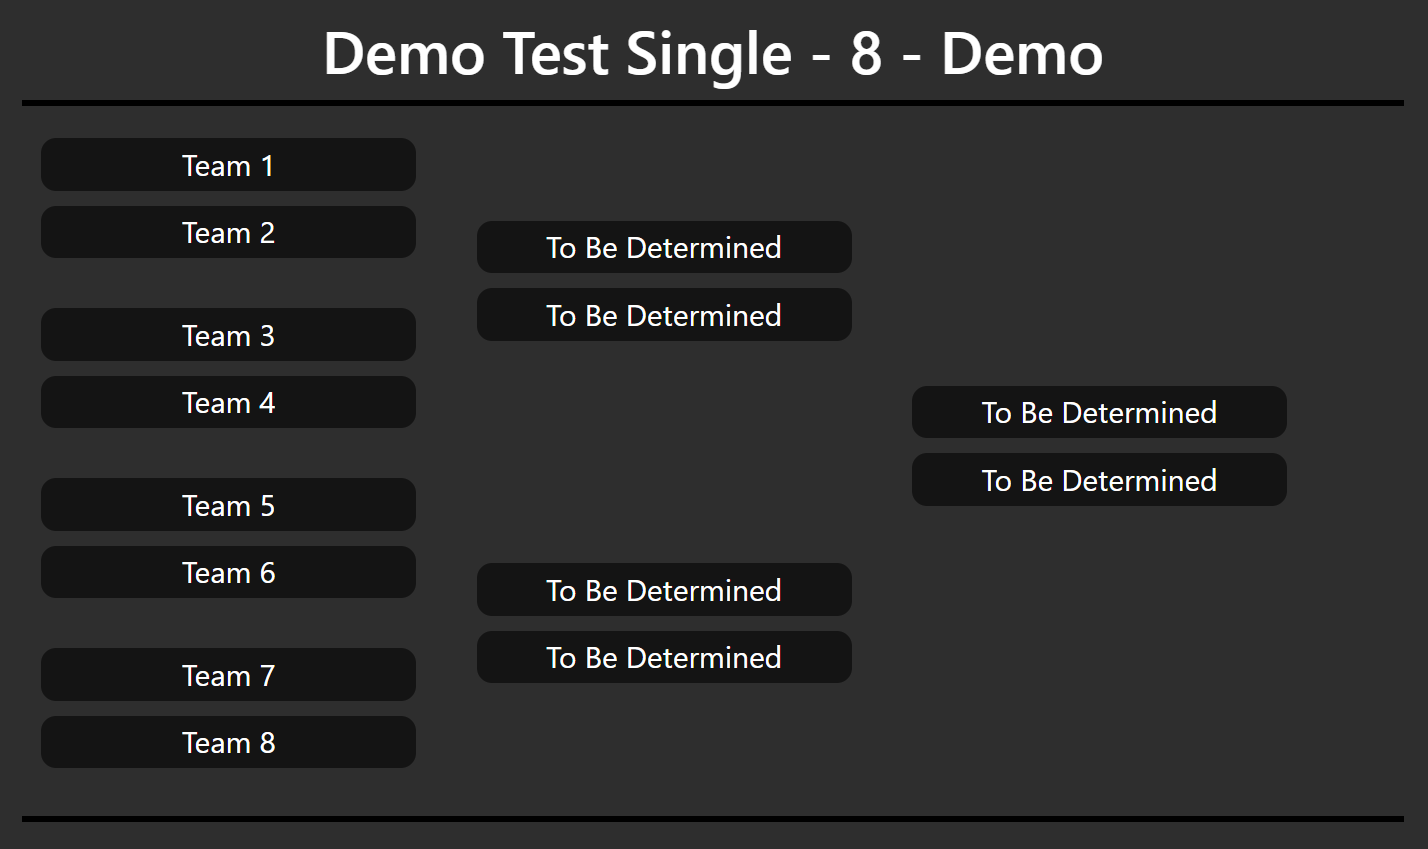 Demo Test Single - 8 - Demo
Team 1
Team 2
Team 3
Team 4
Team 5
Team 6
Team 7
Team 8
To Be Determined
To Be Determined
To Be Determined
To Be Determined
To Be Determined
To Be Determined